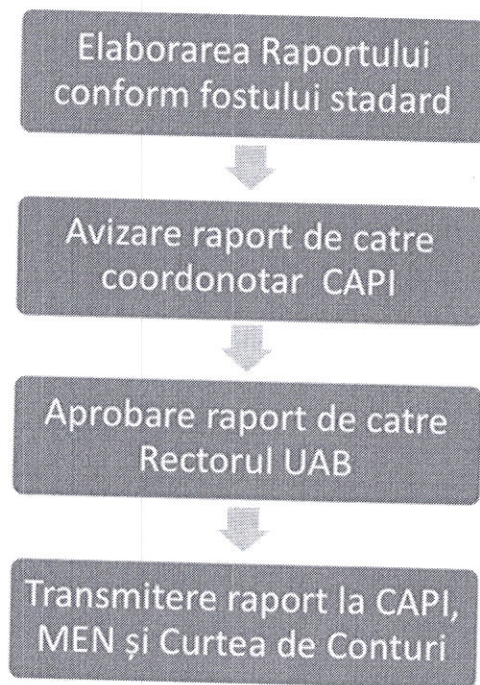 Elaborarea Raportului
conform fostului stadard
Avizare raport de catre
coordonotar CAPI
Aprobare raport de catre
Rectorul UAB
Transmitere raport la CAPI,
MEN și Curtea de Conturi